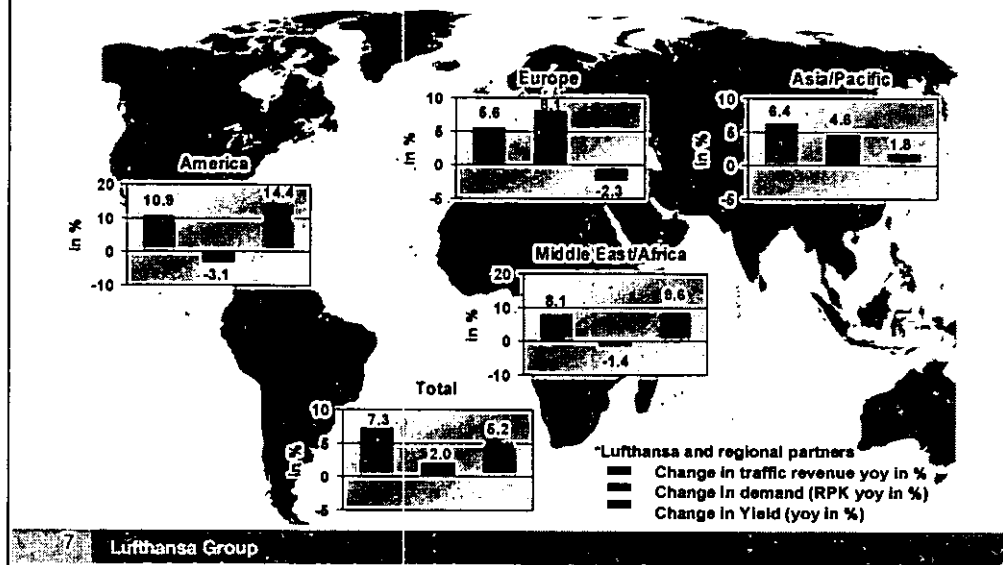 Europe
10
5.6
8.1
5
0
-5
-2.3
in %
Asia/Pacific
10
6.4
4.6
1.8
5
0
-5
in %
America
20
10.9
14.4
10
0
-3.1
-10
in %
Middle East/Africa
20
8.1
9.6
10
0
-1.4
-10
in %
Total
10
7.3
2.0
5.2
5
0
-5
in %
*Lufthansa and regional partners
Change in traffic revenue yoy in %
Change in demand (RPK yoy in %)
Change in Yield (yoy in %)
7 Lufthansa Group